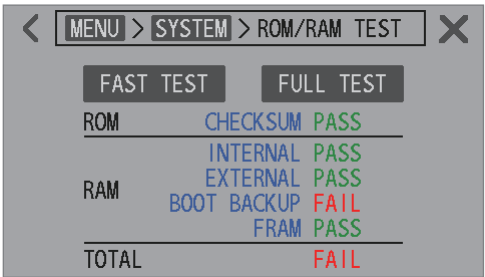 < MENU > SYSTEM > ROM/RAM TEST X
FAST TEST FULL TEST
ROM CHECKSUM PASS
INTERNAL PASS
EXTERNAL PASS
RAM
BOOT BACKUP FAIL
FRAM PASS
TOTAL FAIL